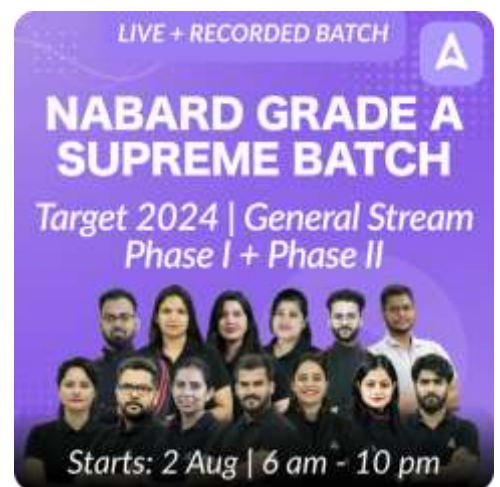 LIVE + RECORDED BATCH
NABARD GRADE A
SUPREME BATCH
Target 2024 | General Stream
Phase I + Phase II
Starts: 2 Aug | 6 am - 10 pm